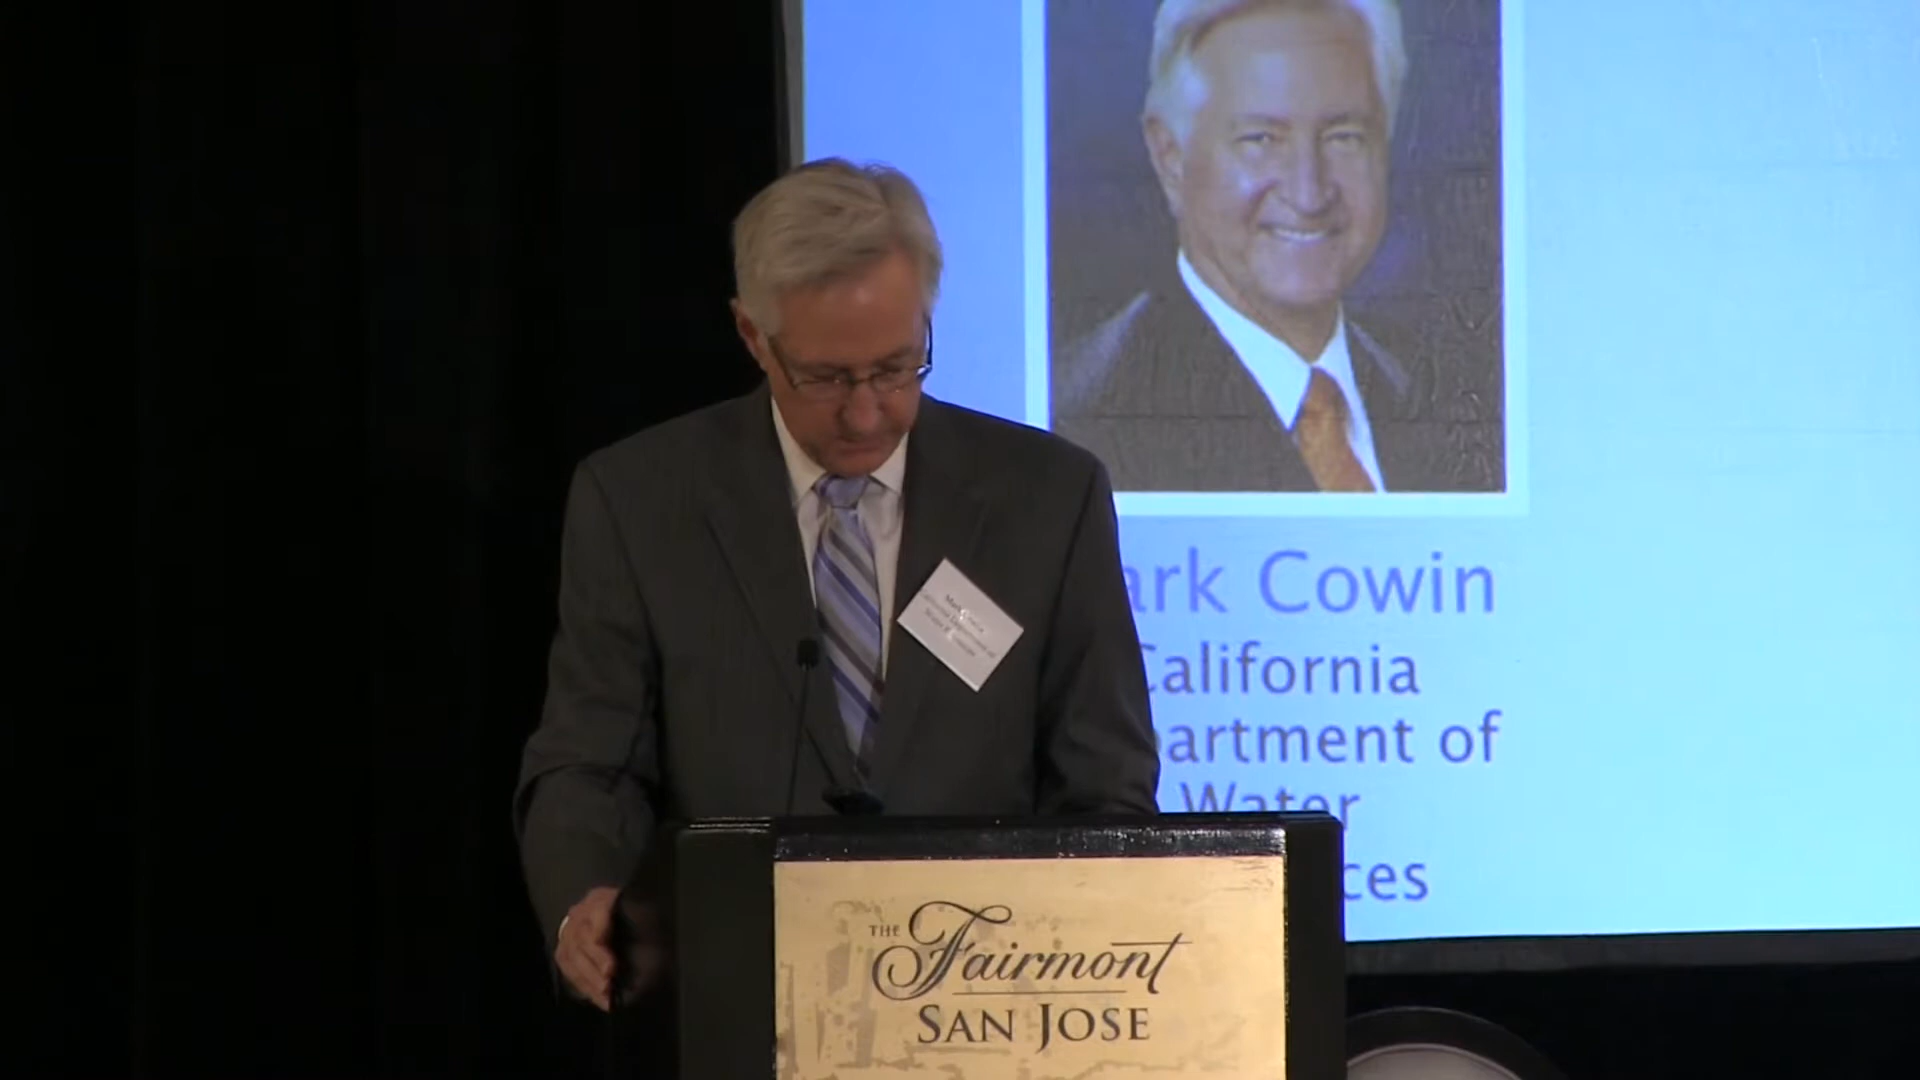 ark Cowin
California
partment of
Water
ces
THE Fairmont
SAN JOSE